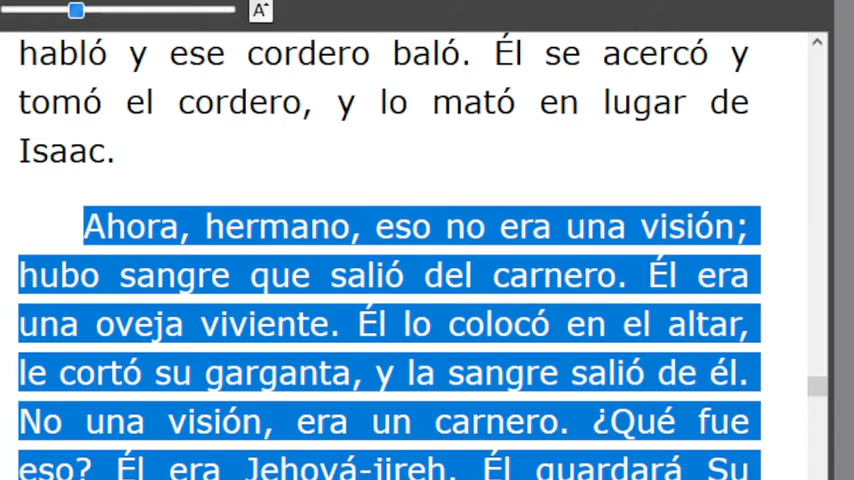 A
habló y ese cordero baló. Él se acercó y
tomó el cordero, y lo mató en lugar de
Isaac.
Ahora, hermano, eso no era una visión;
hubo sangre que salió del carnero. Él era
una oveja viviente. Él lo colocó en el altar,
le cortó su garganta, y la sangre salió de él.
No una visión, era un carnero. ¿Qué fue
eso? Él era Jehová-jireh. Él guardará Su